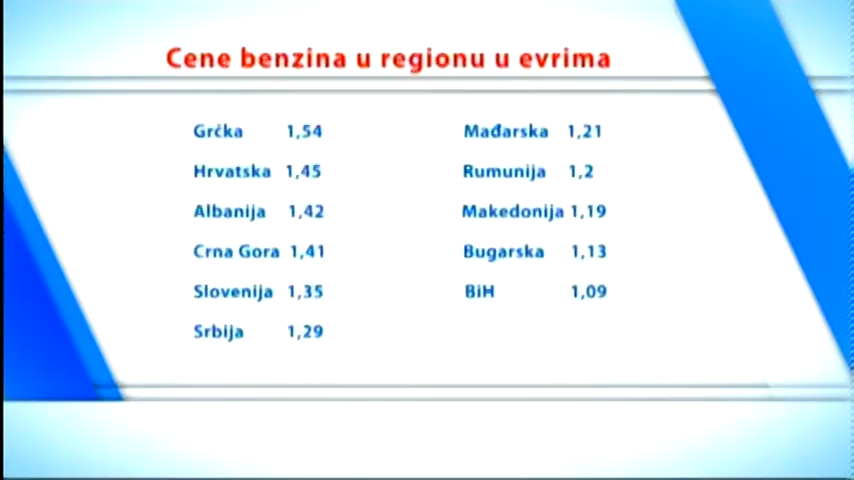 Cene benzina u regionu u evrima
Grčka 1,54
Hrvatska 1,45
Albanija 1,42
Crna Gora 1,41
Slovenija 1,35
Srbija 1,29
Mađarska 1,21
Rumunija 1,2
Makedonija 1,19
Bugarska 1,13
BiH 1,09